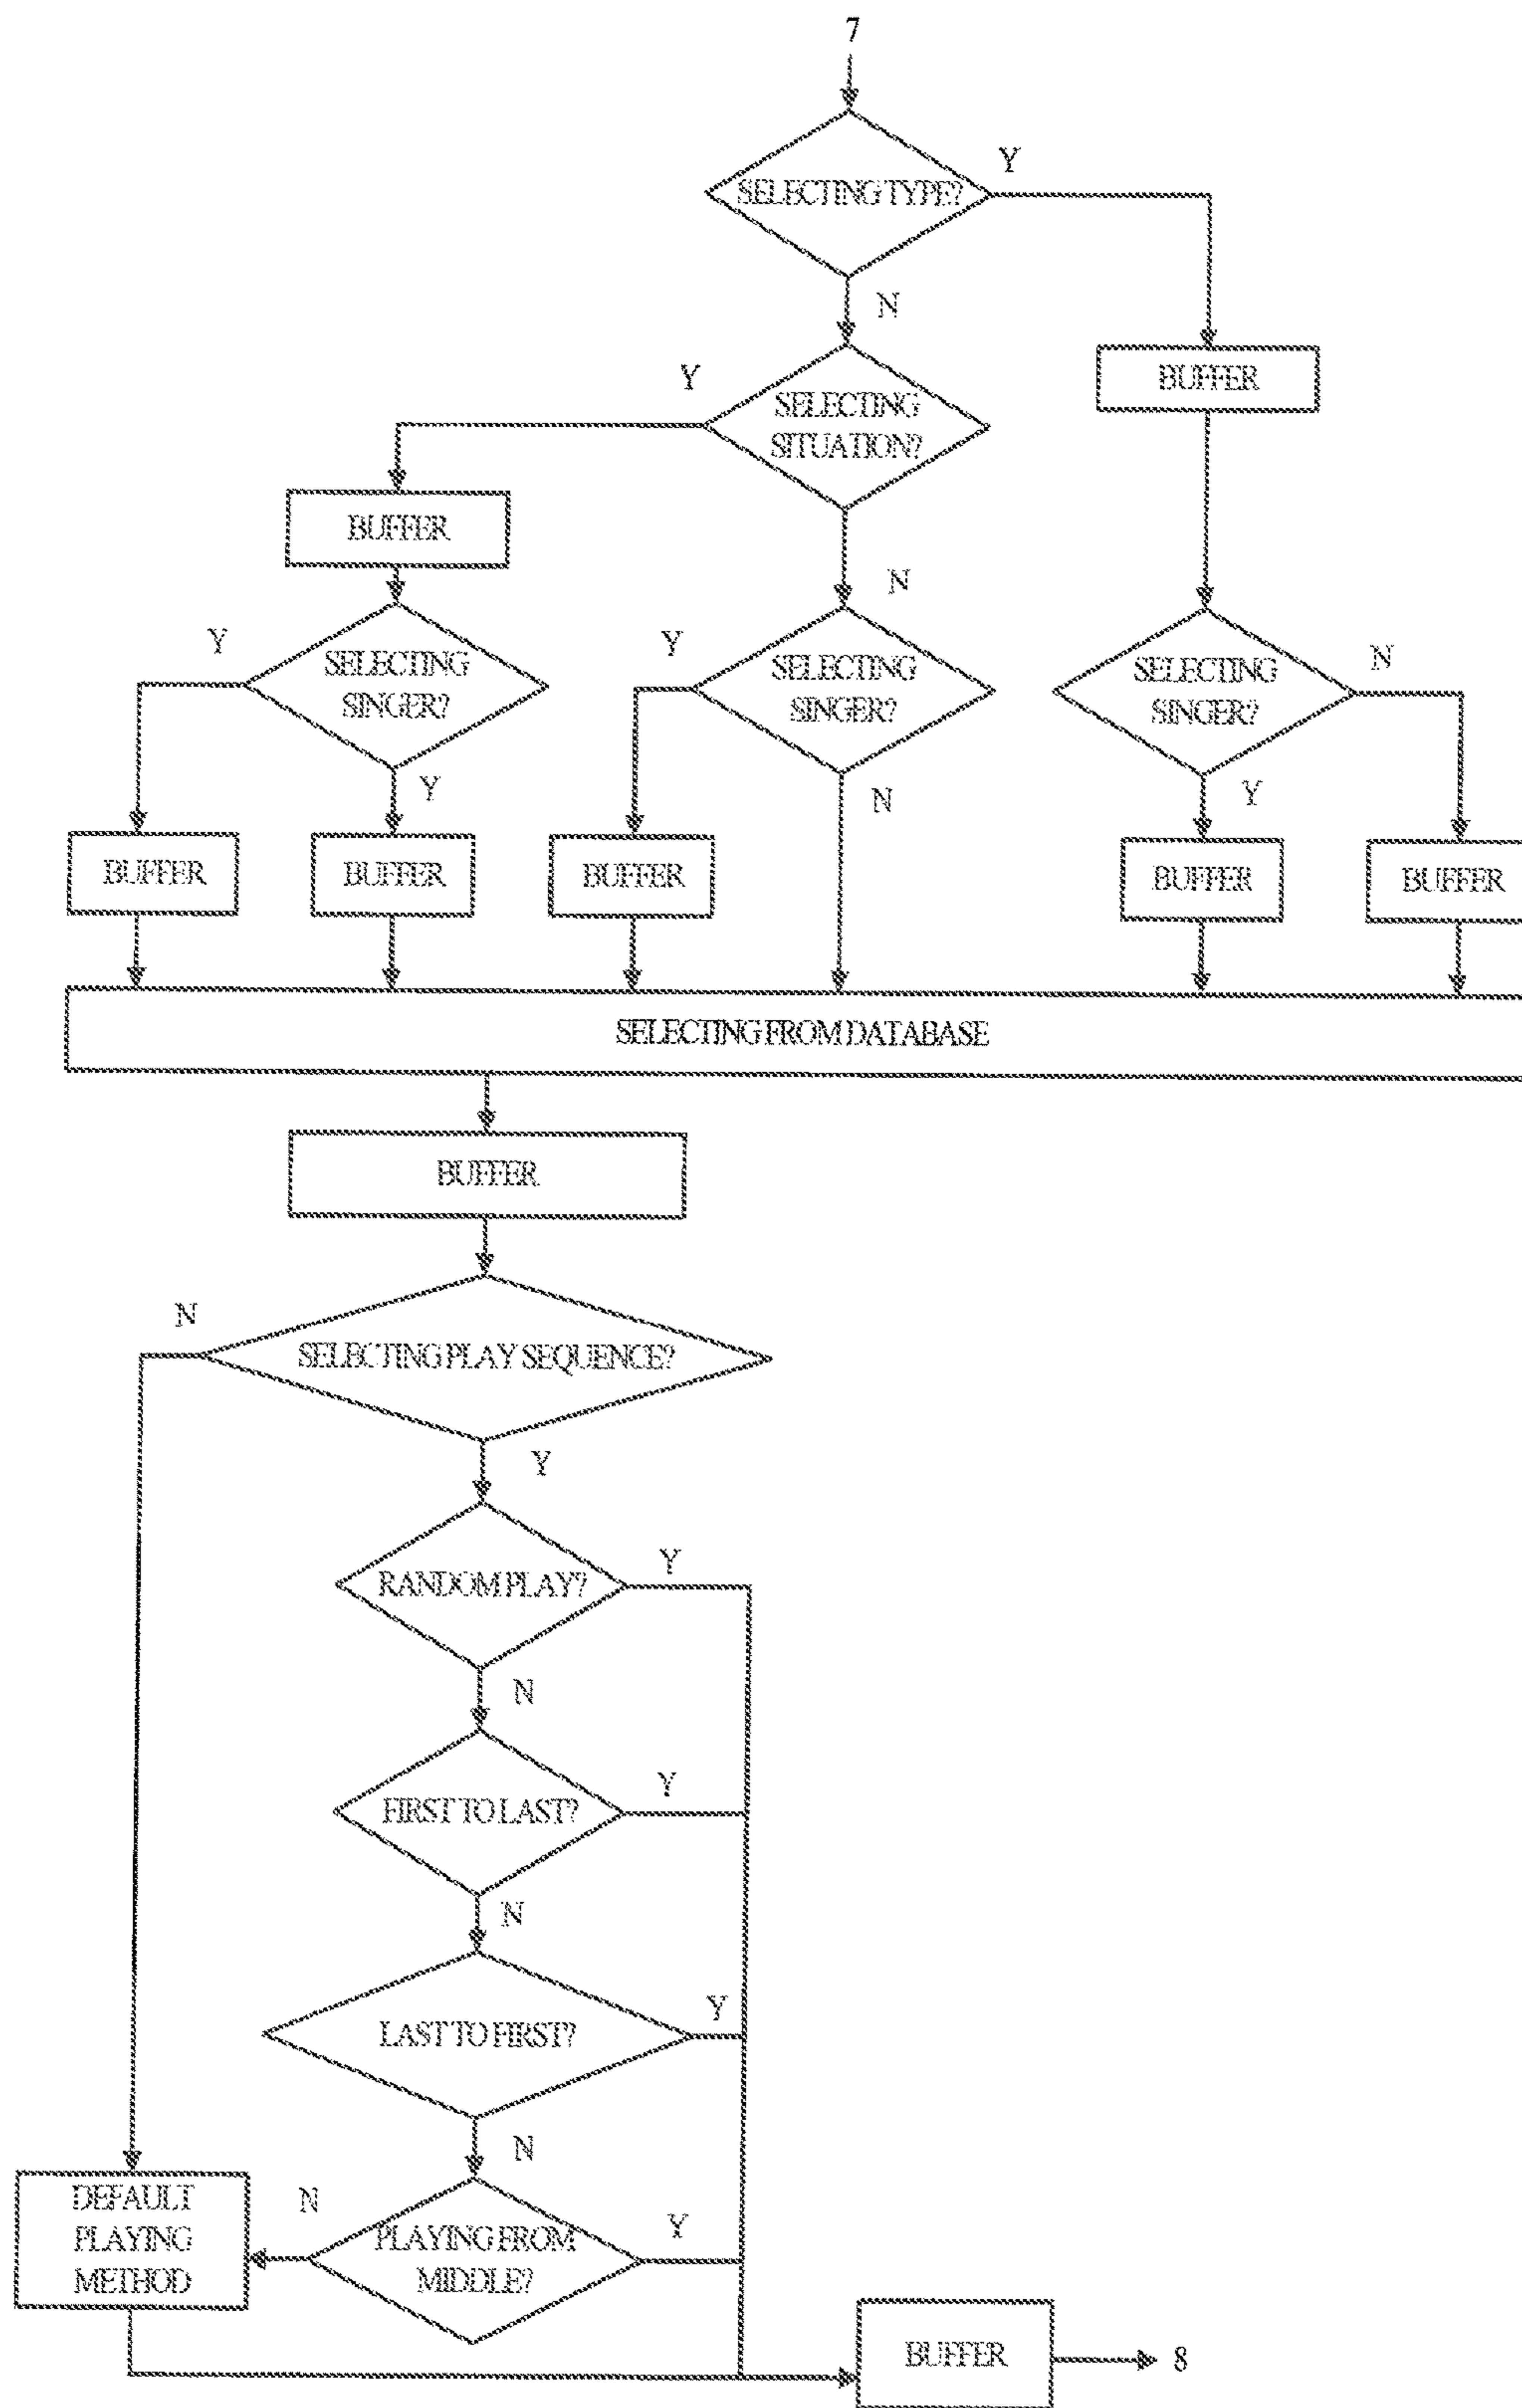 7
SELECTING TYPE?
Y
N
Y
SELECTING
SITUATION?
BUFFER
BUFFER
N
Y
SELECTING
SINGER?
Y
SELECTING
SINGER?
SELECTING
SINGER?
N
Y
N
Y
BUFFER
BUFFER
BUFFER
BUFFER
BUFFER
SELECTING FROM DATABASE
BUFFER
N
SELECTING PLAY SEQUENCE?
Y
RANDOM PLAY?
Y
N
FIRST TO LAST?
Y
N
LAST TO FIRST?
Y
N
DEFAULT
PLAYING
METHOD
N
PLAYING FROM
MIDDLE?
Y
BUFFER
8